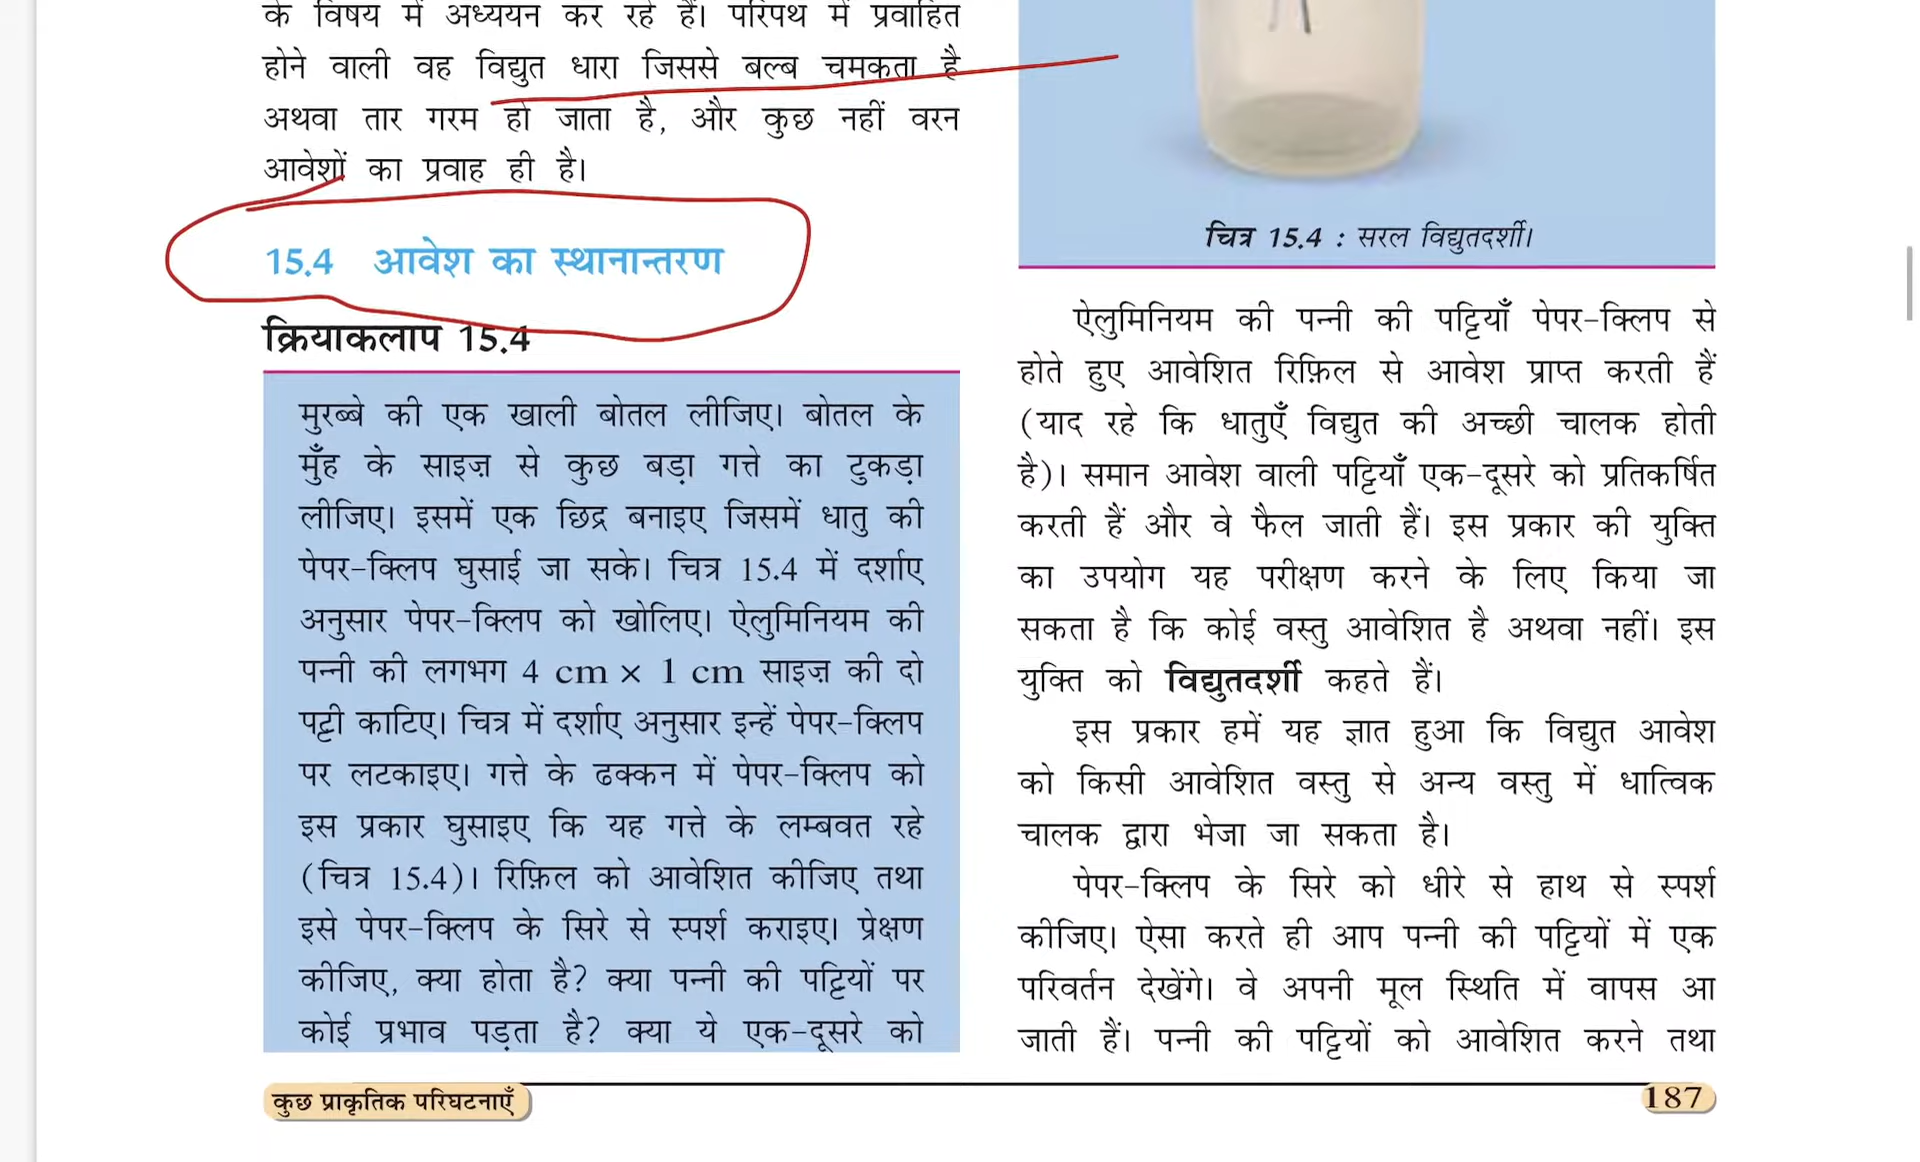 के विषय में अध्ययन कर रहे हैं। परिपथ में प्रवाहित
होने वाली वह विद्युत धारा जिससे बल्ब चमकता है
अथवा तार गरम हो जाता है, और कुछ नहीं वरन
आवेशों का प्रवाह ही है।
15.4 आवेश का स्थानान्तरण
क्रियाकलाप 15.4
मुरब्बे की एक खाली बोतल लीजिए। बोतल के
मुँह के साइज़ से कुछ बड़ा गत्ते का टुकड़ा
लीजिए। इसमें एक छिद्र बनाइए जिसमें धातु की
पेपर-क्लिप घुसाई जा सके। चित्र 15.4 में दर्शाए
अनुसार पेपर-क्लिप को खोलिए। ऐलुमिनियम की
पन्नी की लगभग 4 cm × 1 cm साइज़ की दो
पट्टी काटिए। चित्र में दर्शाए अनुसार इन्हें पेपर-क्लिप
पर लटकाइए। गत्ते के ढक्कन में पेपर-क्लिप को
इस प्रकार घुसाइए कि यह गत्ते के लम्बवत रहे
(चित्र 15.4)। रिफ़िल को आवेशित कीजिए तथा
इसे पेपर-क्लिप के सिरे से स्पर्श कराइए। प्रेक्षण
कीजिए, क्या होता है? क्या पन्नी की पट्टियों पर
कोई प्रभाव पड़ता है? क्या ये एक-दूसरे को
चित्र 15.4 : सरल विद्युतदर्शी।
ऐलुमिनियम की पन्नी की पट्टियाँ पेपर-क्लिप से
होते हुए आवेशित रिफ़िल से आवेश प्राप्त करती हैं
(याद रहे कि धातुएँ विद्युत की अच्छी चालक होती
है)। समान आवेश वाली पट्टियाँ एक-दूसरे को प्रतिकर्षित
करती हैं और वे फैल जाती हैं। इस प्रकार की युक्ति
का उपयोग यह परीक्षण करने के लिए किया जा
सकता है कि कोई वस्तु आवेशित है अथवा नहीं। इस
युक्ति को विद्युतदर्शी कहते हैं।
इस प्रकार हमें यह ज्ञात हुआ कि विद्युत आवेश
को किसी आवेशित वस्तु से अन्य वस्तु में धात्विक
चालक द्वारा भेजा जा सकता है।
पेपर-क्लिप के सिरे को धीरे से हाथ से स्पर्श
कीजिए। ऐसा करते ही आप पन्नी की पट्टियों में एक
परिवर्तन देखेंगे। वे अपनी मूल स्थिति में वापस आ
जाती हैं। पन्नी की पट्टियों को आवेशित करने तथा
कुछ प्राकृतिक परिघटनाएँ
187